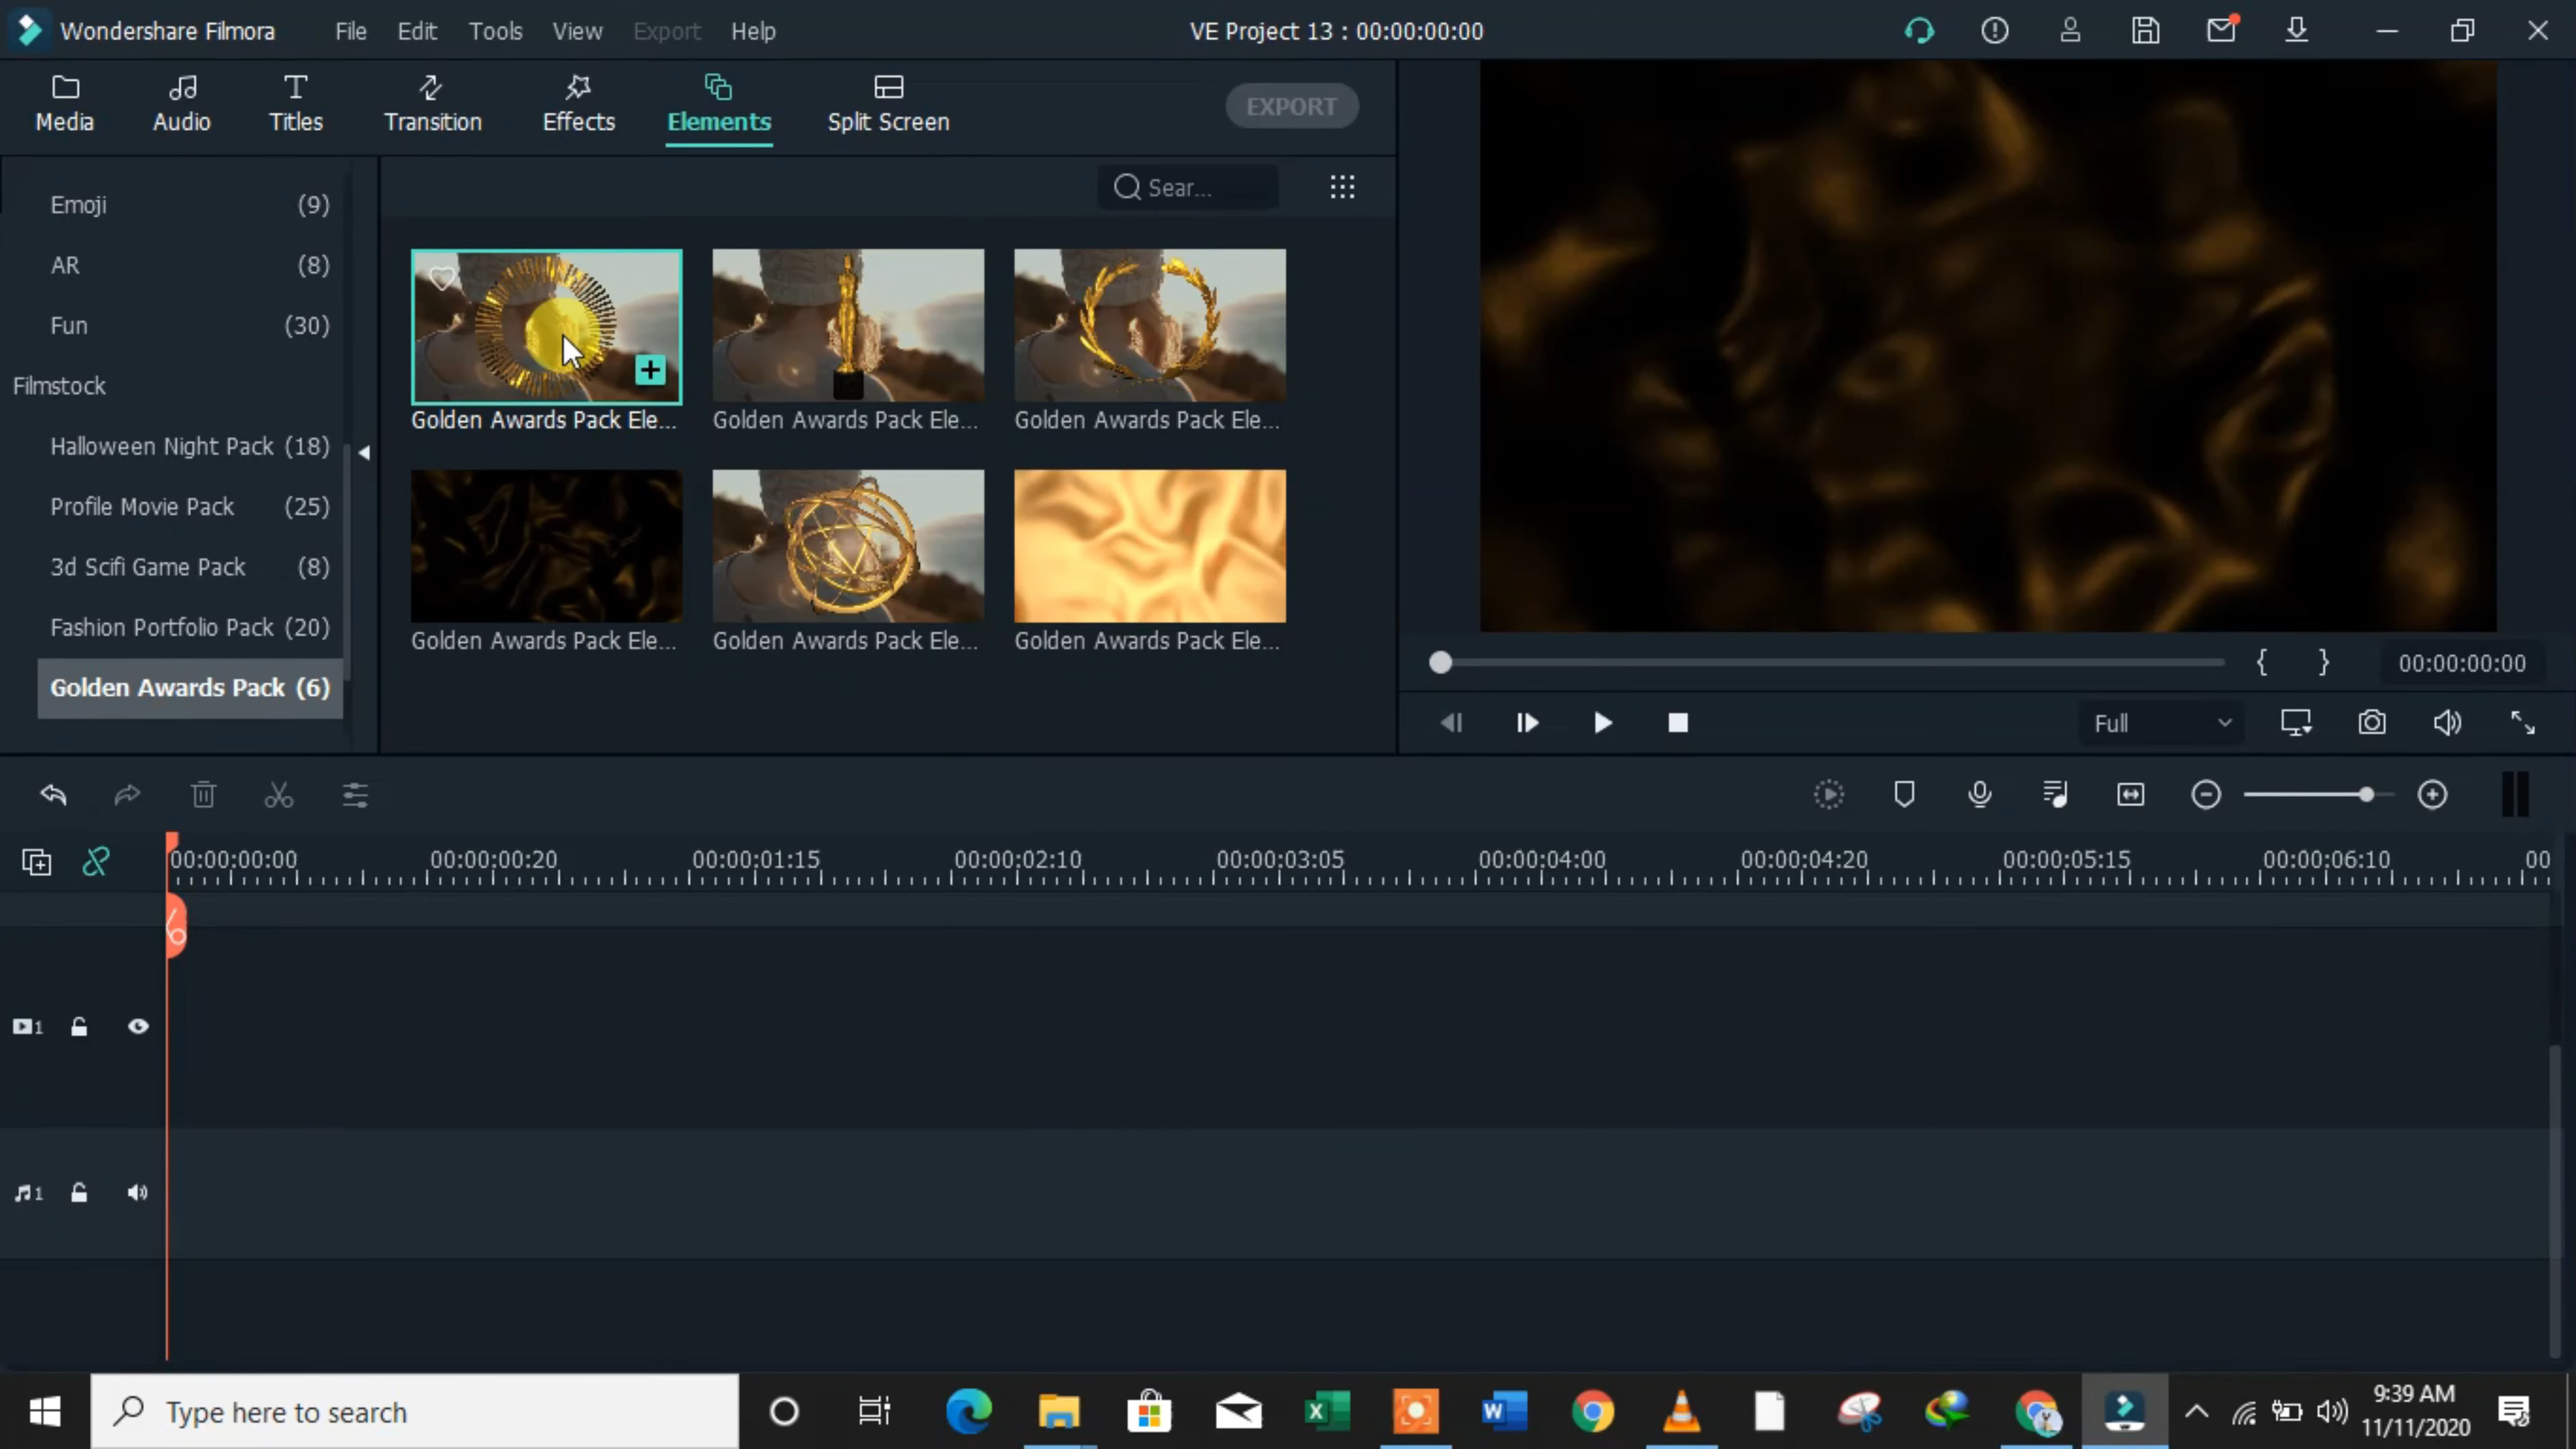 Wondershare Filmora File Edit Tools View Export Help VE Project 13 : 00:00:00:00
Media Audio Titles Transition Effects Elements Split Screen EXPORT
Sear...
Emoji (9)
AR (8)
Fun (30)
Filmstock
Halloween Night Pack (18)
Profile Movie Pack (25)
3d Scifi Game Pack (8)
Fashion Portfolio Pack (20)
Golden Awards Pack (6)
Golden Awards Pack Ele... Golden Awards Pack Ele... Golden Awards Pack Ele...
Golden Awards Pack Ele... Golden Awards Pack Ele... Golden Awards Pack Ele...
{ } 00:00:00:00
Full
00:00:00:00 00:00:00:20 00:00:01:15 00:00:02:10 00:00:03:05 00:00:04:00 00:00:04:20 00:00:05:15 00:00:06:10 00
1
1
Type here to search
9:39 AM
11/11/2020